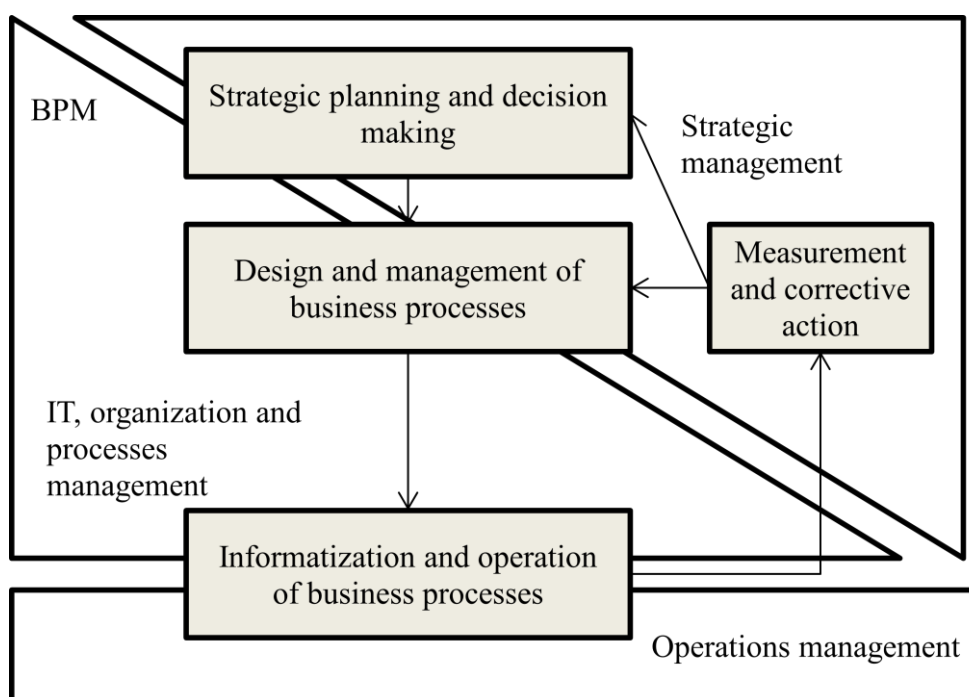 BPM
Strategic planning and decision
making
Strategic
management
Design and management of
business processes
Measurement
and corrective
action
IT, organization and
processes
management
Informatization and operation
of business processes
Operations management